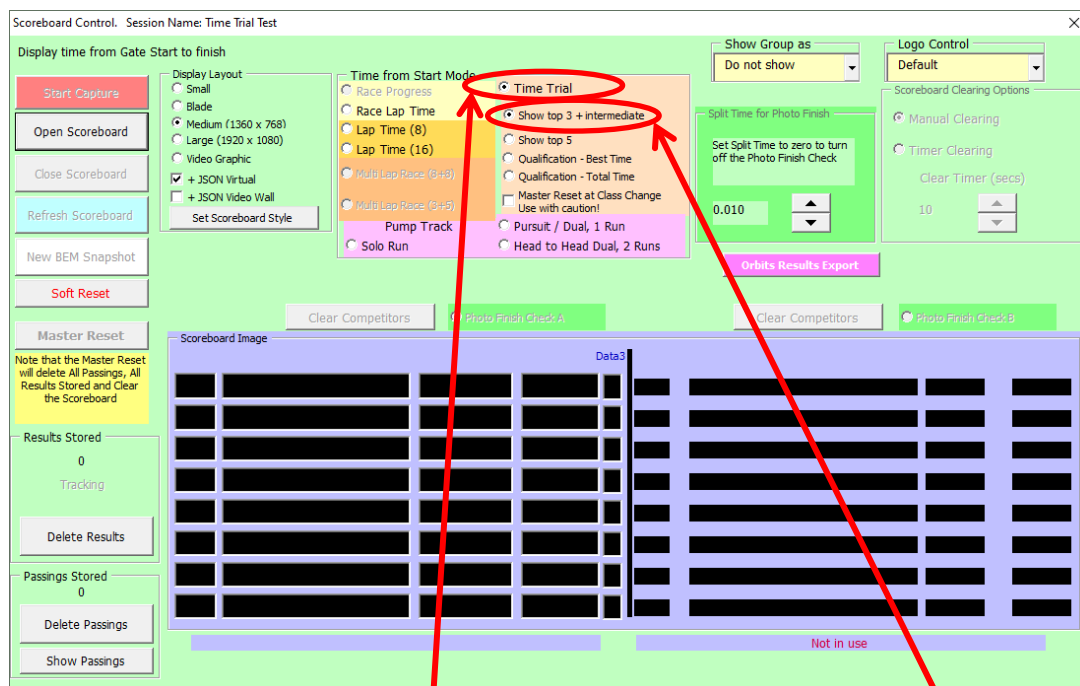 Scoreboard Control. Session Name: Time Trial Test
Display time from Gate Start to finish
Start Capture
Open Scoreboard
Close Scoreboard
Refresh Scoreboard
New BEM Snapshot
Soft Reset
Master Reset
Note that the Master Reset
will delete All Passings, All
Results Stored and Clear
the Scoreboard
Results Stored
0
Tracking
Delete Results
Passings Stored
0
Delete Passings
Show Passings
Display Layout
Small
Blade
Medium (1360 x 768)
Large (1920 x 1080)
Video Graphic
+ JSON Virtual
+ JSON Video Wall
Set Scoreboard Style
Time from Start Mode
Race Progress
Race Lap Time
Lap Time (8)
Lap Time (16)
Multi Lap Race (8+8)
Multi Lap Race (3+5)
Time Trial
Show top 3 + intermediate
Show top 5
Qualification - Best Time
Qualification - Total Time
Master Reset at Class Change
Use with caution!
Pump Track
Solo Run
Pursuit / Dual, 1 Run
Head to Head Dual, 2 Runs
Show Group as
Do not show
Logo Control
Default
Split Time for Photo Finish
Set Split Time to zero to turn
off the Photo Finish Check
0.010
Scoreboard Clearing Options
Manual Clearing
Timer Clearing
Clear Timer (secs)
10
Orbits Results Export
Clear Competitors
Photo Finish Check A
Clear Competitors
Photo Finish Check B
Scoreboard Image
Data3
Not in use